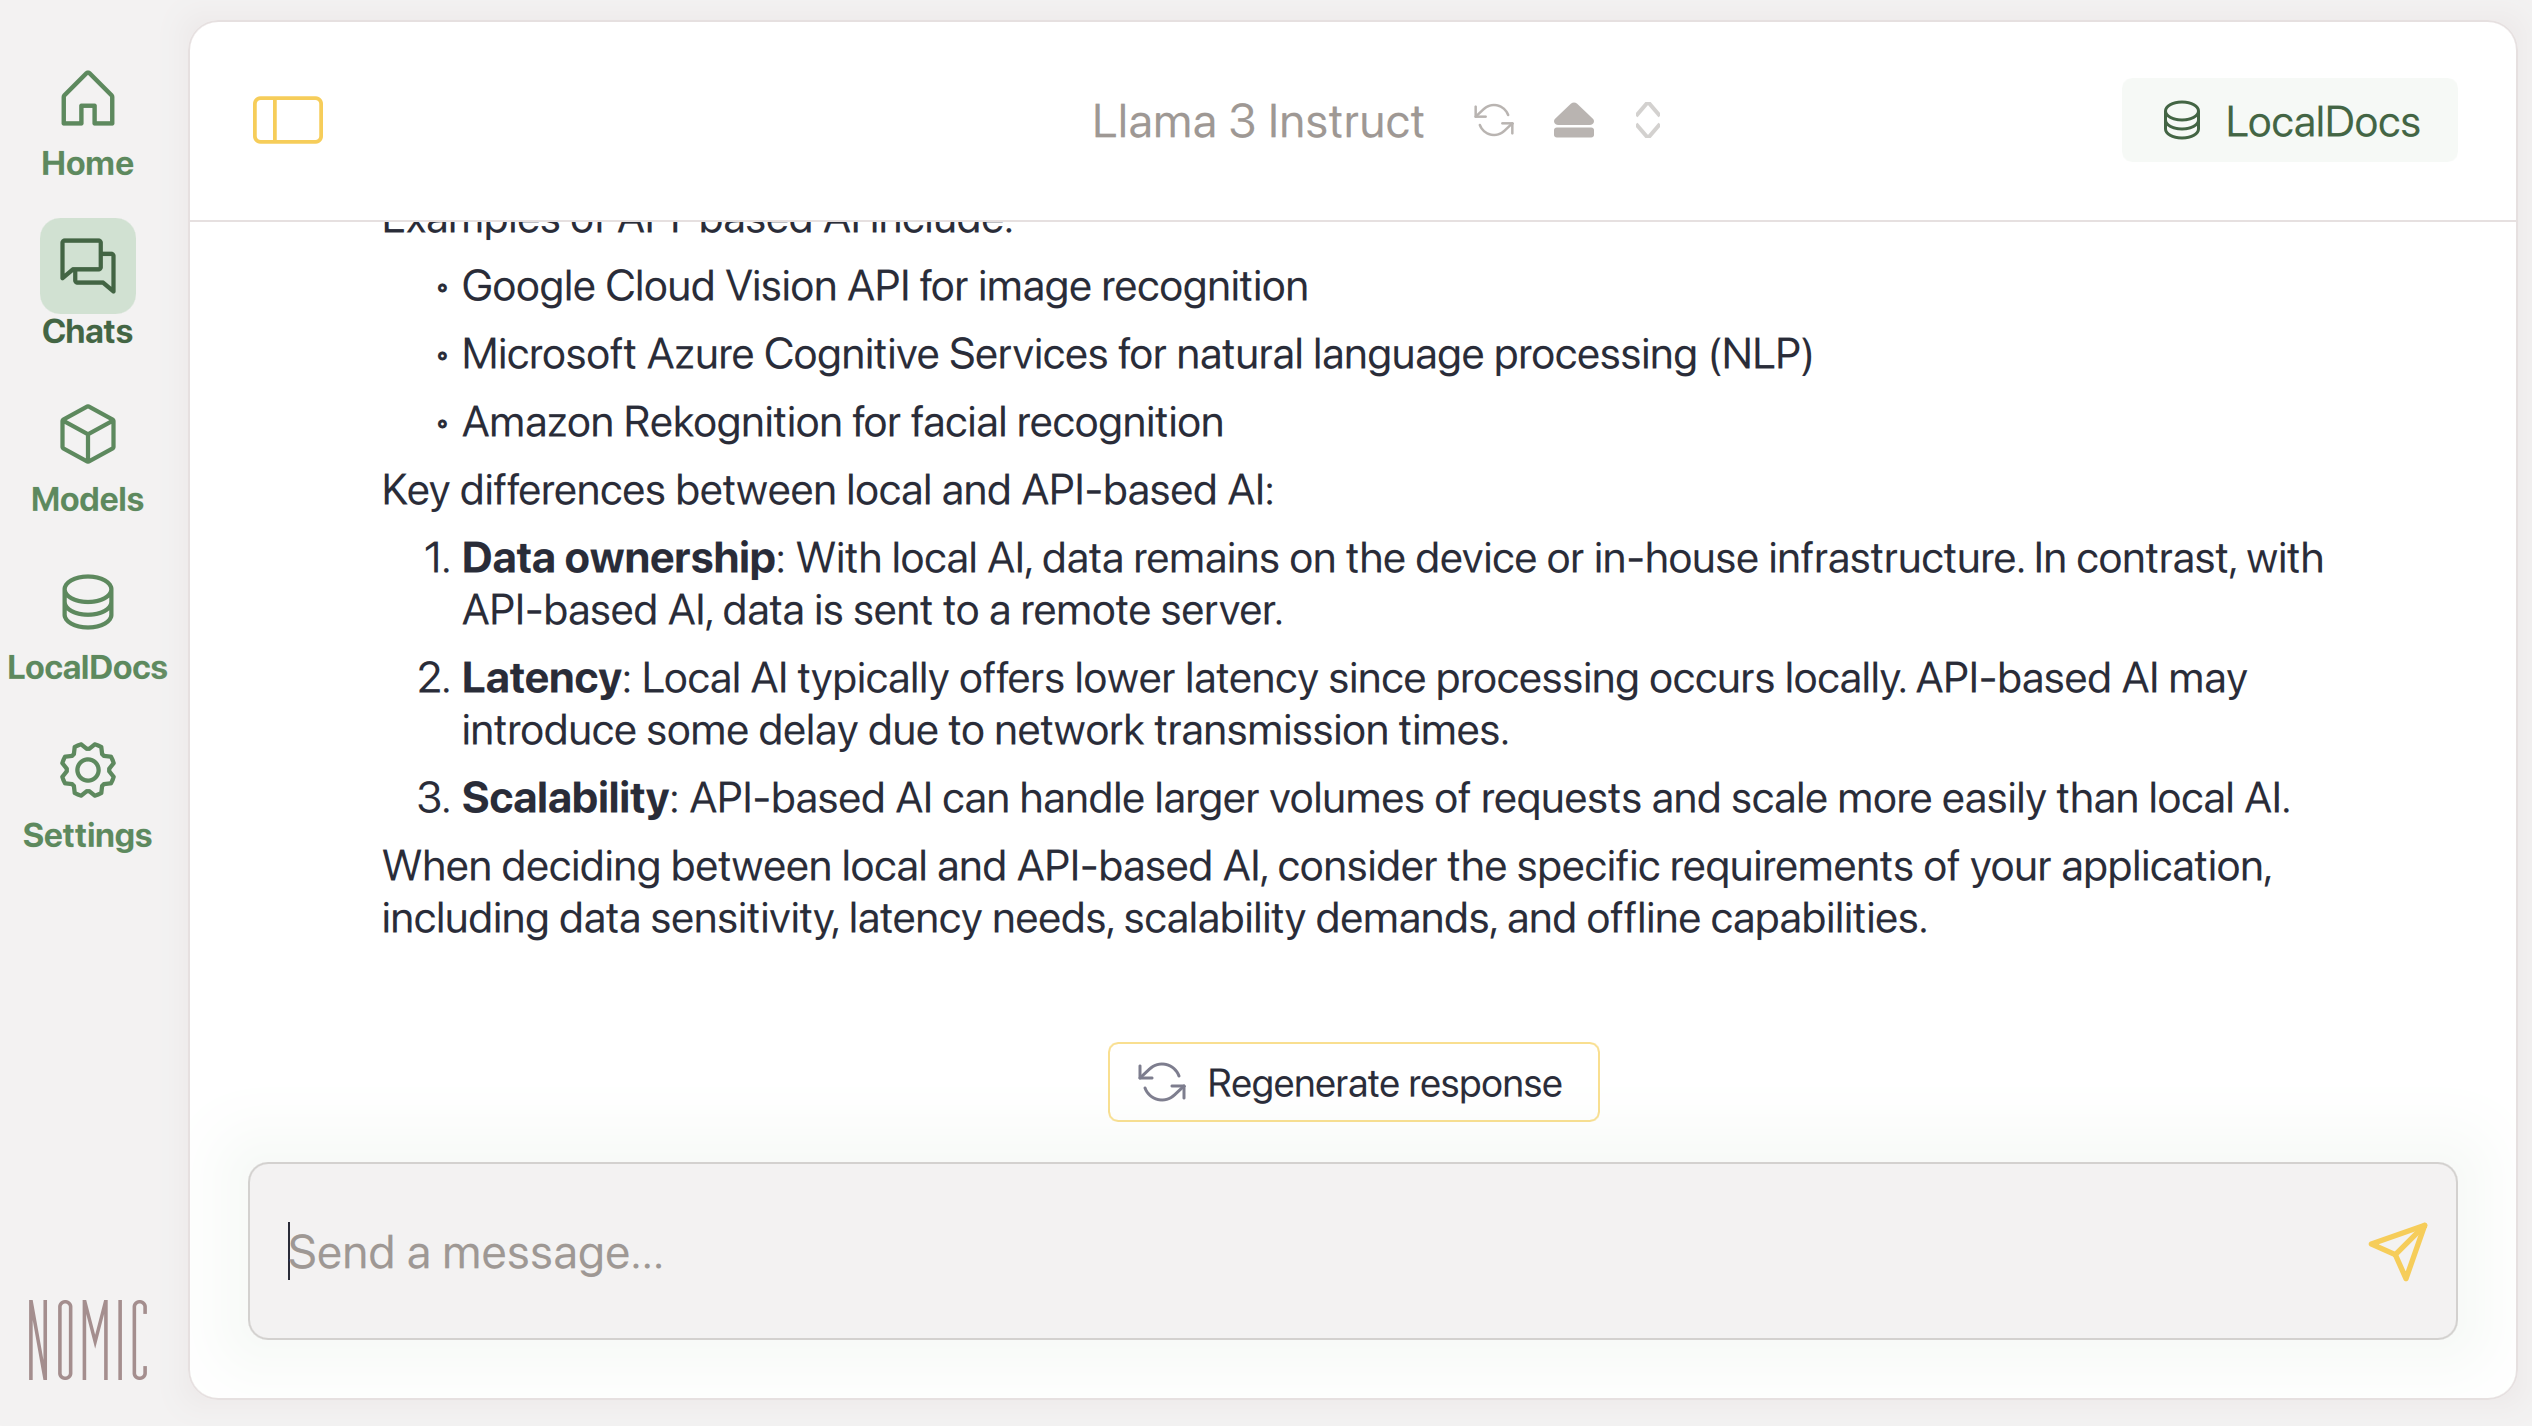 Home
Chats
Models
LocalDocs
Settings
NOMIC
Llama 3 Instruct
LocalDocs
Examples of API-based AI include:
◦ Google Cloud Vision API for image recognition
◦ Microsoft Azure Cognitive Services for natural language processing (NLP)
◦ Amazon Rekognition for facial recognition
Key differences between local and API-based AI:
1. Data ownership: With local AI, data remains on the device or in-house infrastructure. In contrast, with
API-based AI, data is sent to a remote server.
2. Latency: Local AI typically offers lower latency since processing occurs locally. API-based AI may
introduce some delay due to network transmission times.
3. Scalability: API-based AI can handle larger volumes of requests and scale more easily than local AI.
When deciding between local and API-based AI, consider the specific requirements of your application,
including data sensitivity, latency needs, scalability demands, and offline capabilities.
Regenerate response
Send a message...